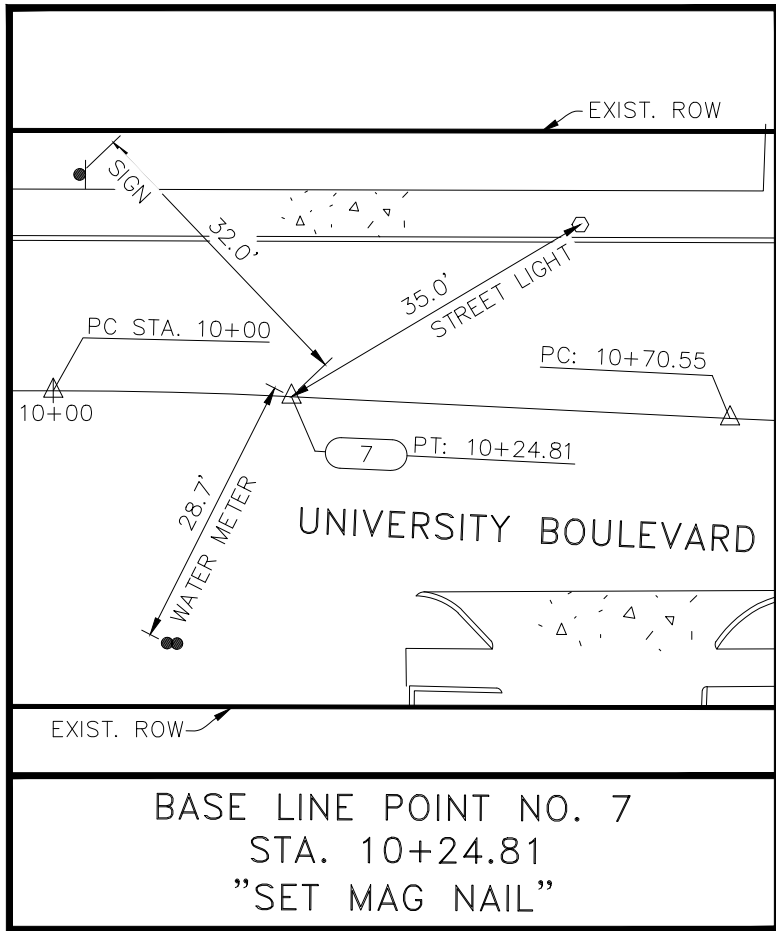 EXIST. ROW
SIGN
32.0'
35.0'
STREET LIGHT
PC STA. 10+00
PC: 10+70.55
10+00
7
PT: 10+24.81
28.7'
WATER METER
UNIVERSITY BOULEVARD
EXIST. ROW
BASE LINE POINT NO. 7
STA. 10+24.81
"SET MAG NAIL"